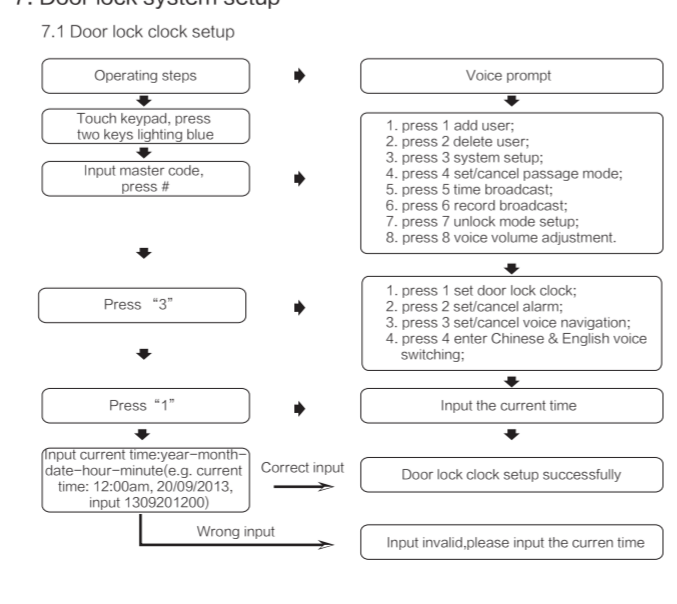 7. Door lock system setup
7.1 Door lock clock setup
Operating steps
Voice prompt
Touch keypad, press
two keys lighting blue
Input master code,
press #
1. press 1 add user;
2. press 2 delete user;
3. press 3 system setup;
4. press 4 set/cancel passage mode;
5. press 5 time broadcast;
6. press 6 record broadcast;
7. press 7 unlock mode setup;
8. press 8 voice volume adjustment.
Press “3”
1. press 1 set door lock clock;
2. press 2 set/cancel alarm;
3. press 3 set/cancel voice navigation;
4. press 4 enter Chinese & English voice
switching;
Press “1”
Input the current time
Input current time:year-month-
date-hour-minute(e.g. current
time: 12:00am, 20/09/2013,
input 1309201200)
Correct input
Door lock clock setup successfully
Wrong input
Input invalid,please input the curren time